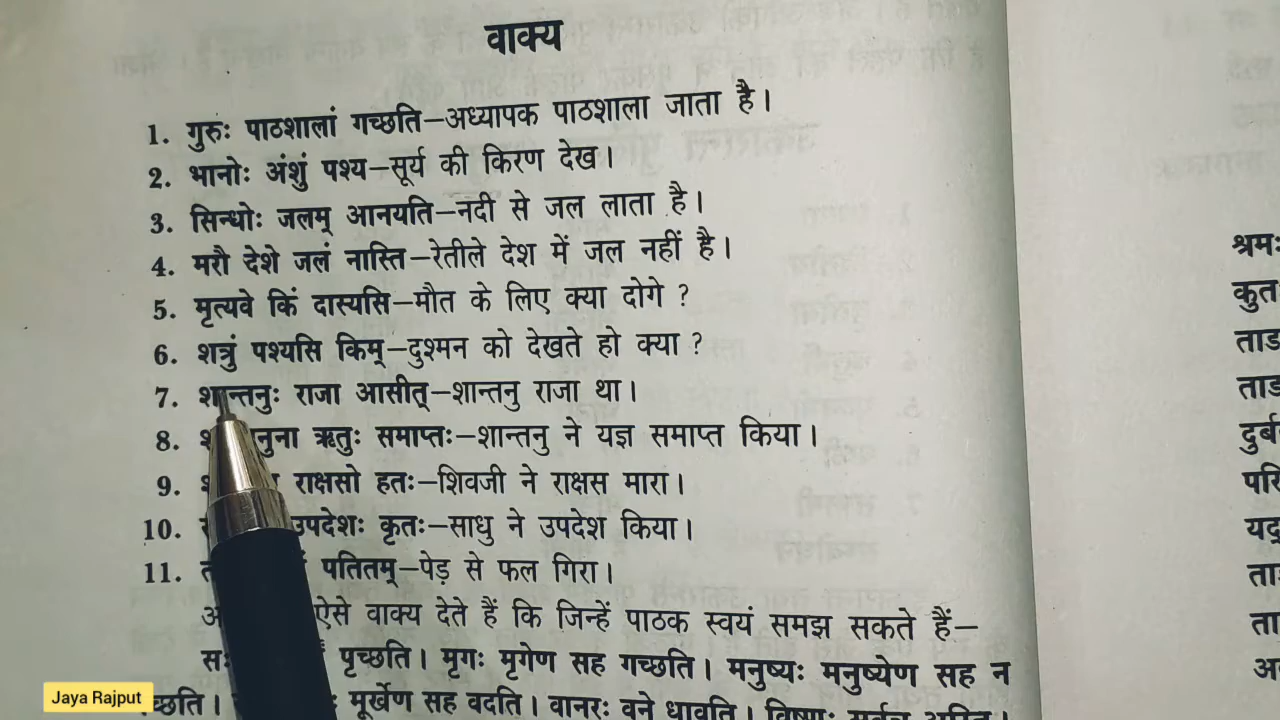 वाक्य
1. गुरुः पाठशालां गच्छति–अध्यापक पाठशाला जाता है।
2. भानोः अंशुं पश्य–सूर्य की किरण देख।
3. सिन्धोः जलम् आनयति–नदी से जल लाता है।
4. मरौ देशे जलं नास्ति–रेतीले देश में जल नहीं है।
5. मृत्यवे किं दास्यसि–मौत के लिए क्या दोगे ?
6. शत्रुं पश्यसि किम्–दुश्मन को देखते हो क्या ?
7. शान्तनुः राजा आसीत्–शान्तनु राजा था।
8. ऋतुः समाप्तः–शान्तनु ने यज्ञ समाप्त किया।
9. राक्षसो हतः–शिवजी ने राक्षस मारा।
10. उपदेशः कृतः–साधु ने उपदेश किया।
11. पतितम्–पेड़ से फल गिरा।
ऐसे वाक्य देते हैं कि जिन्हें पाठक स्वयं समझ सकते हैं–
पृच्छति। मृगः मृगेण सह गच्छति। मनुष्यः मनुष्येण सह न
मूर्खेण सह वदति। वानरः वने धावति।
श्रमः
कुत
ताड
ताड
दुर्ब
परि
यद्
ता
ता
अ
Jaya Rajput